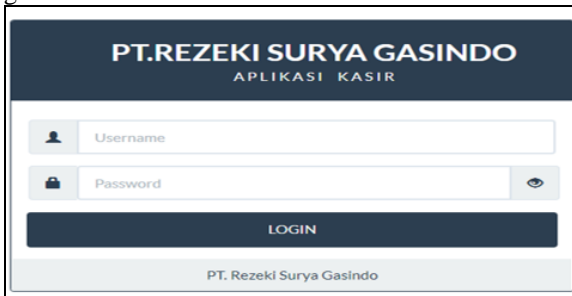 g
PT.REZEKI SURYA GASINDO
APLIKASI KASIR
Username
Password
LOGIN
PT. Rezeki Surya Gasindo